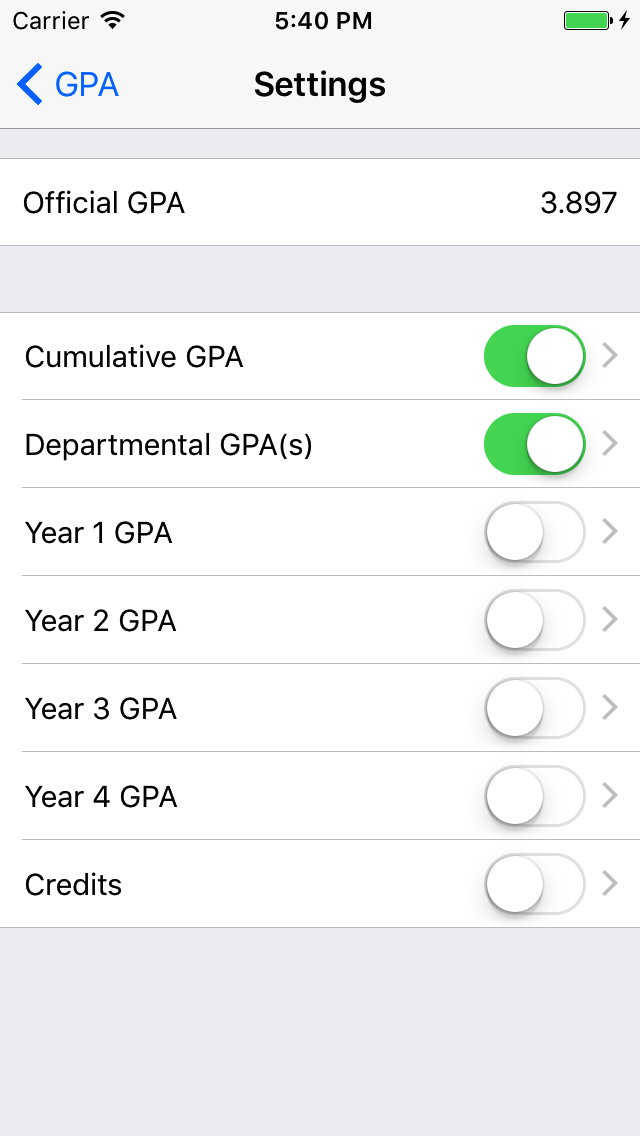 Carrier 5:40 PM
GPA Settings
Official GPA 3.897
Cumulative GPA
Departmental GPA(s)
Year 1 GPA
Year 2 GPA
Year 3 GPA
Year 4 GPA
Credits